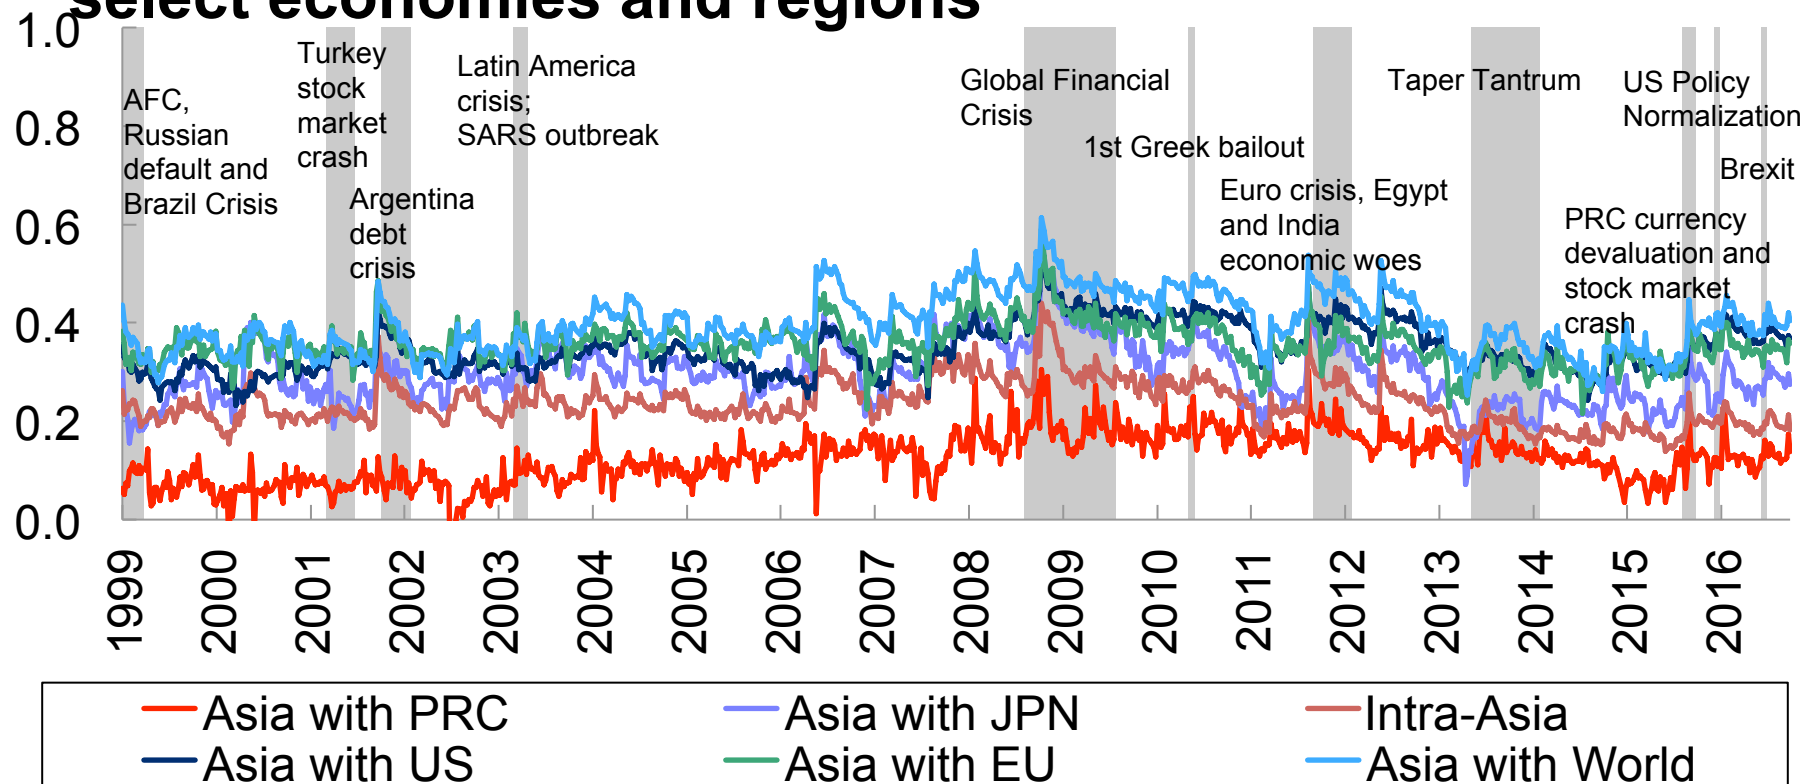 select economies and regions
1.0
0.8
0.6
0.4
0.2
0.0
AFC,
Russian
default and
Brazil Crisis
Turkey
stock
market
crash
Argentina
debt
crisis
Latin America
crisis;
SARS outbreak
Global Financial
Crisis
1st Greek bailout
Euro crisis, Egypt
and India
economic woes
Taper Tantrum
PRC currency
devaluation and
stock market
crash
US Policy
Normalization
Brexit
1999
2000
2001
2002
2003
2004
2005
2006
2007
2008
2009
2010
2011
2012
2013
2014
2015
2016
Asia with PRC
Asia with JPN
Intra-Asia
Asia with US
Asia with EU
Asia with World